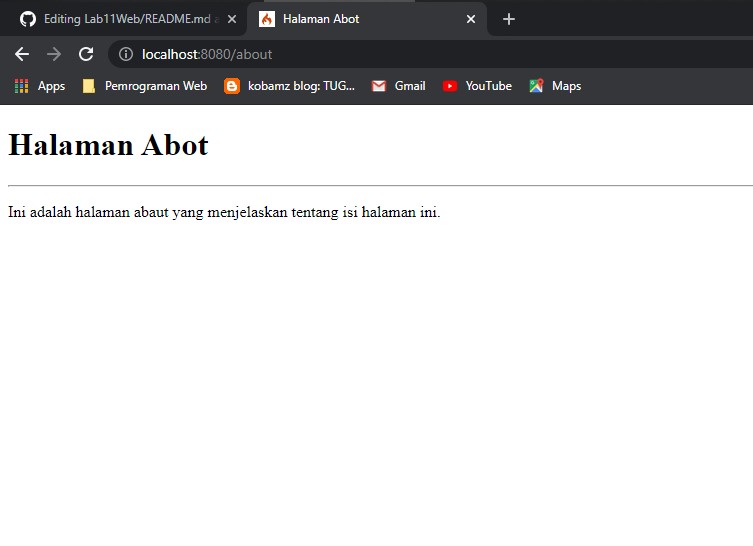 Editing Lab11Web/README.md a
Halaman Abot
localhost:8080/about
Apps Pemrograman Web kobamz blog: TUG... Gmail YouTube Maps
Halaman Abot
Ini adalah halaman abaut yang menjelaskan tentang isi halaman ini.